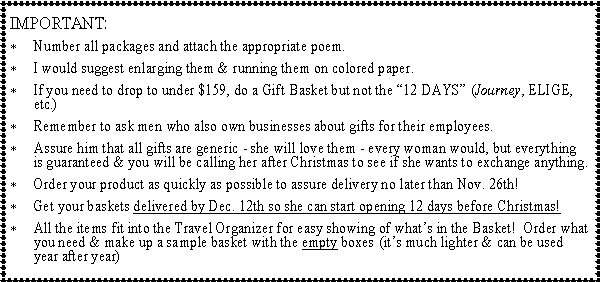 IMPORTANT:
* Number all packages and attach the appropriate poem.
* I would suggest enlarging them & running them on colored paper.
* If you need to drop to under $159, do a Gift Basket but not the “12 DAYS” (Journey, ELIGE,
etc.)
* Remember to ask men who also own businesses about gifts for their employees.
* Assure him that all gifts are generic - she will love them - every woman would, but everything
is guaranteed & you will be calling her after Christmas to see if she wants to exchange anything.
* Order your product as quickly as possible to assure delivery no later than Nov. 26th!
* Get your baskets delivered by Dec. 12th so she can start opening 12 days before Christmas!
* All the items fit into the Travel Organizer for easy showing of what’s in the Basket! Order what
you need & make up a sample basket with the empty boxes (it’s much lighter & can be used
year after year)